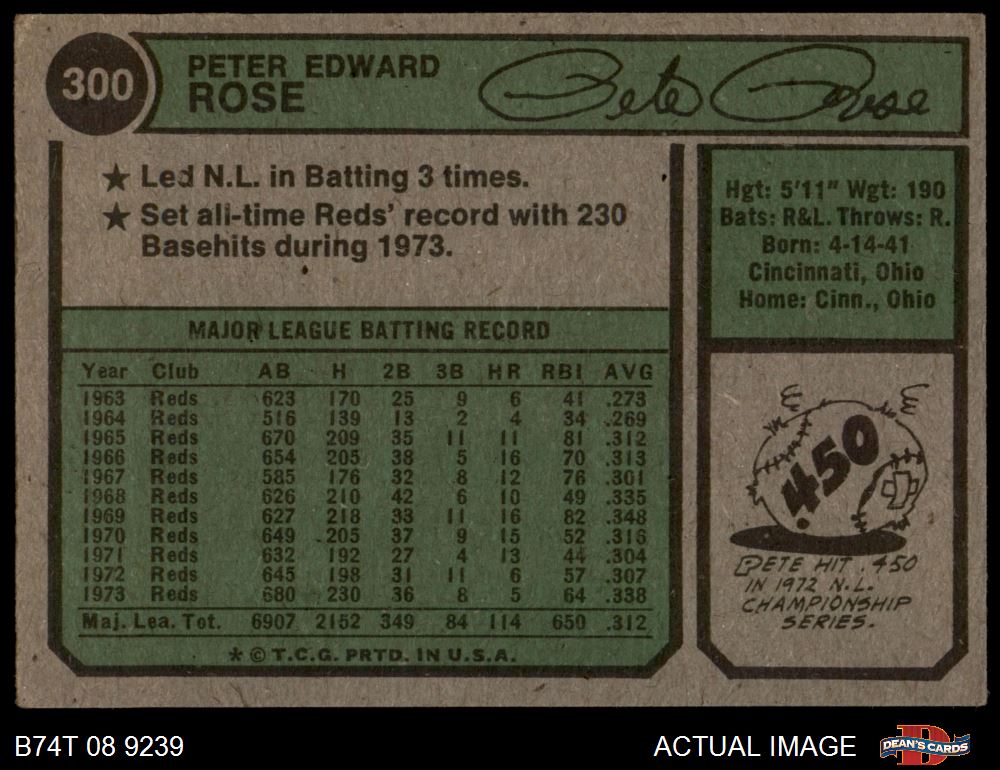 300
PETER EDWARD
ROSE
Pete Rose
★ Led N.L. in Batting 3 times.
★ Set all-time Reds' record with 230
Basehits during 1973.
Hgt: 5'11" Wgt: 190
Bats: R&L. Throws: R.
Born: 4-14-41
Cincinnati, Ohio
Home: Cinn., Ohio
MAJOR LEAGUE BATTING RECORD
Year Club AB H 2B 3B HR RBI AVG
1963 Reds 623 170 25 9 6 41 .273
1964 Reds 516 139 13 2 4 34 .269
1965 Reds 670 209 35 11 11 81 .312
1966 Reds 654 205 38 5 16 70 .313
1967 Reds 585 176 32 8 12 76 .301
1968 Reds 626 210 42 6 10 49 .335
1969 Reds 627 218 33 11 16 82 .348
1970 Reds 649 205 37 9 15 52 .316
1971 Reds 632 192 27 4 13 44 .304
1972 Reds 645 198 31 11 6 57 .307
1973 Reds 680 230 36 8 5 64 .338
Maj. Lea. Tot. 6907 2152 349 84 114 650 .312
* © T.C.G. PRTD. IN U.S.A.
.450
PETE HIT .450
IN 1972 N.L.
CHAMPIONSHIP
SERIES.
B74T 08 9239
ACTUAL IMAGE
D
DEAN'S CARDS